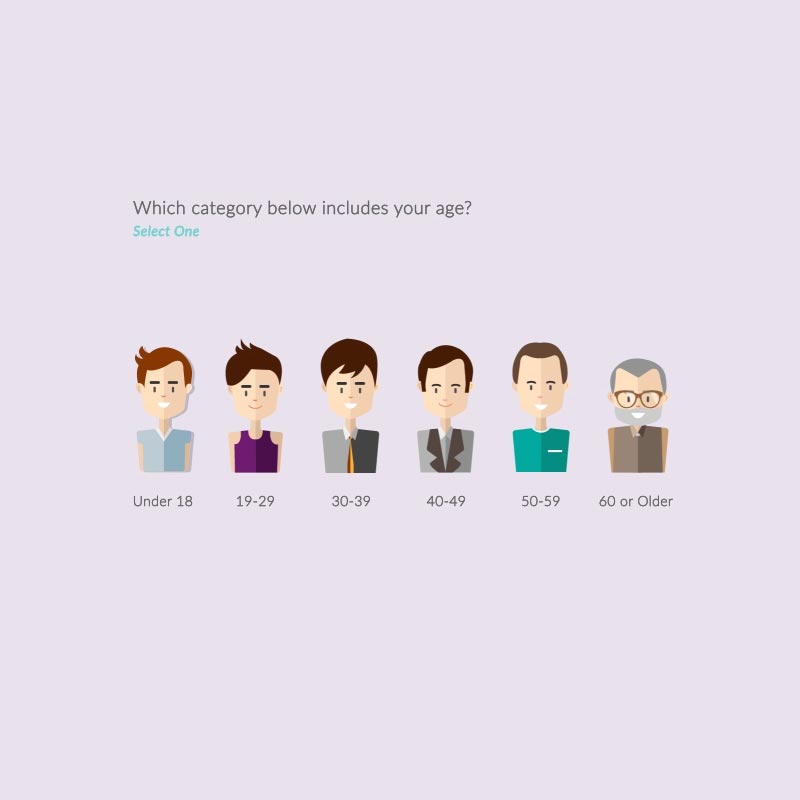 Which category below includes your age?
Select One
Under 18
19-29
30-39
40-49
50-59
60 or Older